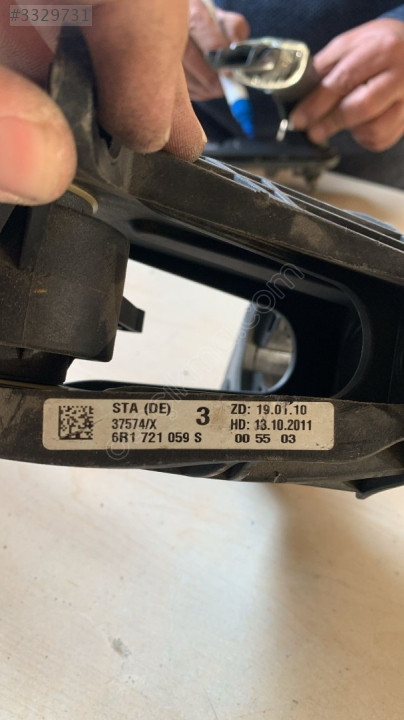 #3329731
STA (DE) 3 ZD: 19.01.10
37574/X HD: 13.10.2011
6R1 721 059 S 00 55 03